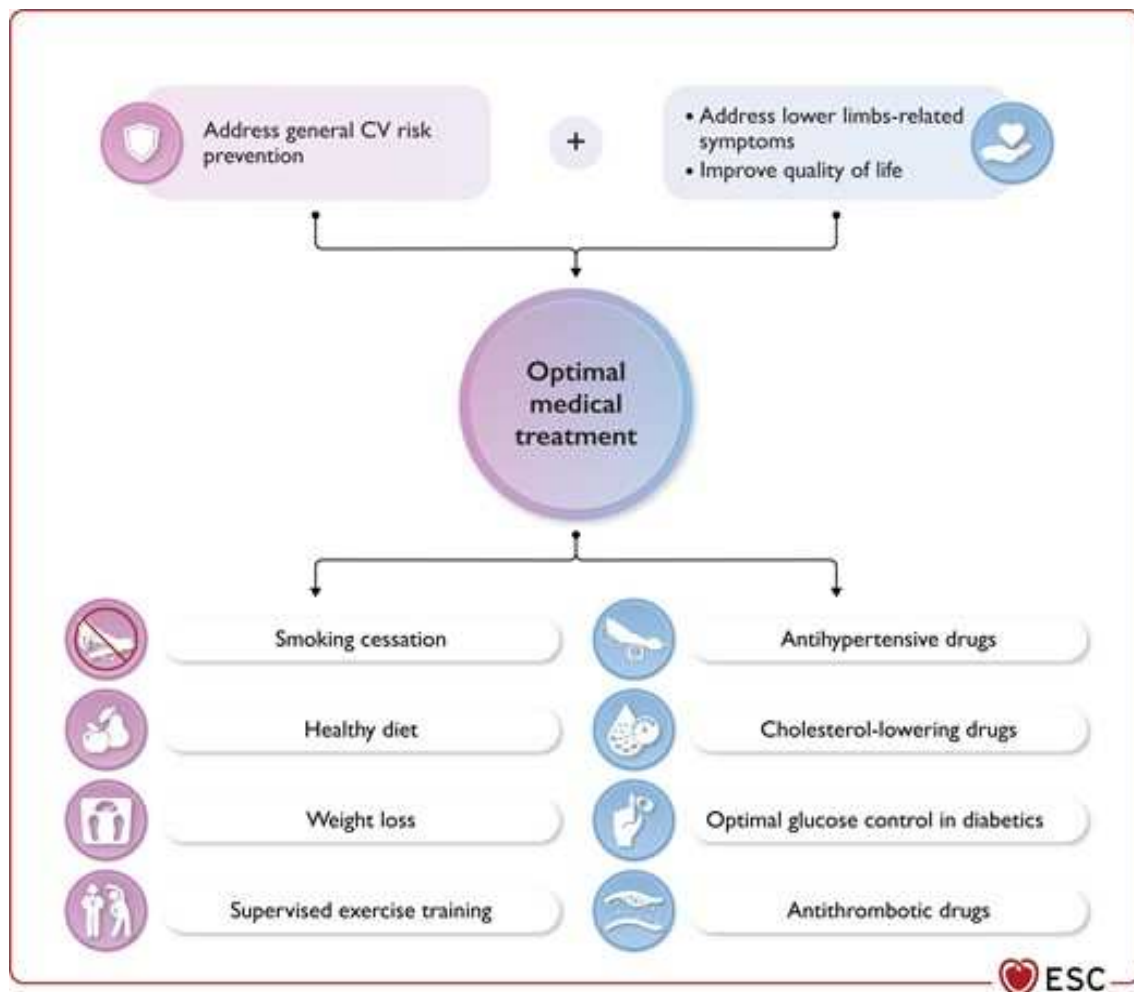 Address general CV risk
prevention
+
• Address lower limbs-related
symptoms
• Improve quality of life
Optimal
medical
treatment
Smoking cessation
Antihypertensive drugs
Healthy diet
Cholesterol-lowering drugs
Weight loss
Optimal glucose control in diabetics
Supervised exercise training
Antithrombotic drugs
ESC